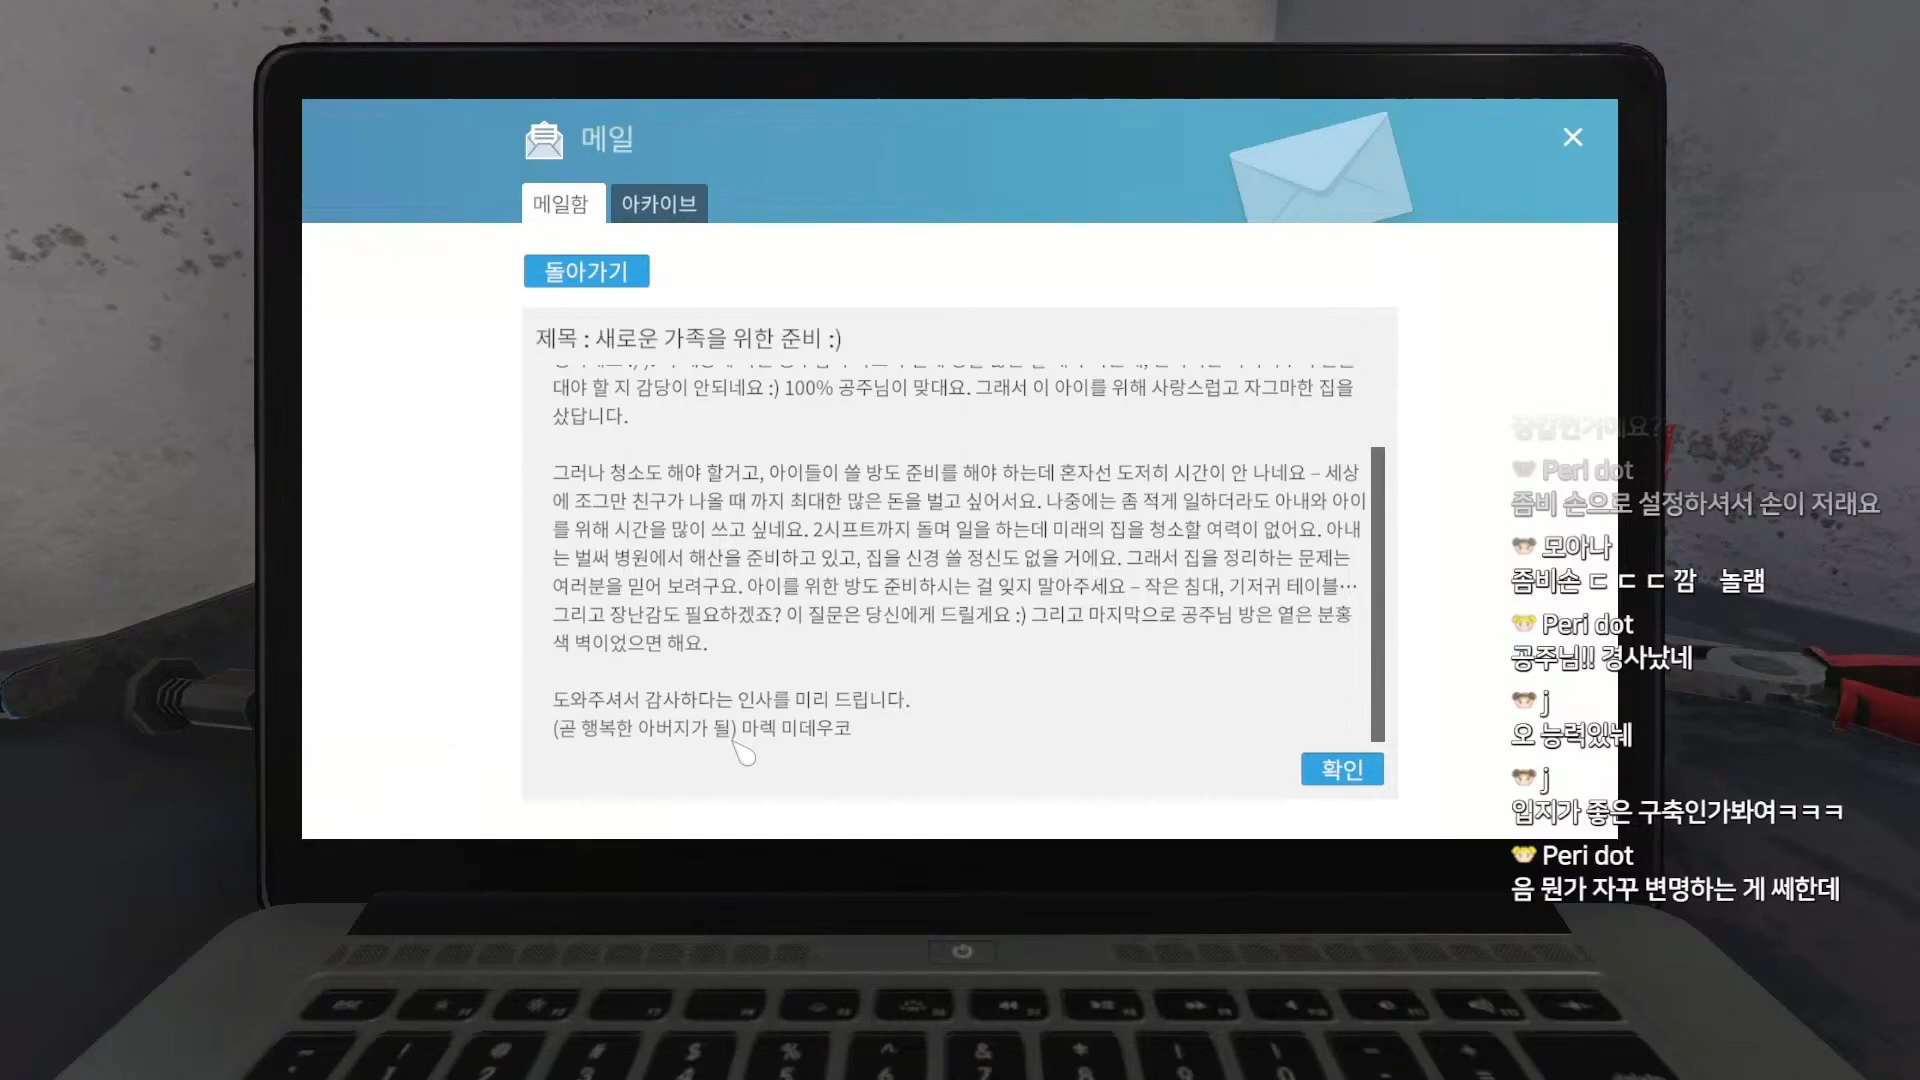 메일
메일함
아카이브
돌아가기
제목 : 새로운 가족을 위한 준비 :)
대야 할 지 감당이 안되네요 :) 100% 공주님이 맞대요. 그래서 이 아이를 위해 사랑스럽고 자그마한 집을
샀답니다.
그러나 청소도 해야 할거고, 아이들이 쓸 방도 준비를 해야 하는데 혼자선 도저히 시간이 안 나네요 – 세상
에 조그만 친구가 나올 때 까지 최대한 많은 돈을 벌고 싶어서요. 나중에는 좀 적게 일하더라도 아내와 아이
를 위해 시간을 많이 쓰고 싶네요. 2시프트까지 돌며 일을 하는데 미래의 집을 청소할 여력이 없어요. 아내
는 벌써 병원에서 해산을 준비하고 있고, 집을 신경 쓸 정신도 없을 거에요. 그래서 집을 정리하는 문제는
여러분을 믿어 보려구요. 아이를 위한 방도 준비하시는 걸 잊지 말아주세요 – 작은 침대, 기저귀 테이블…
그리고 장난감도 필요하겠죠? 이 질문은 당신에게 드릴게요 :) 그리고 마지막으로 공주님 방은 옅은 분홍
색 벽이었으면 해요.
도와주셔서 감사하다는 인사를 미리 드립니다.
(곧 행복한 아버지가 될) 마렉 미데우코
확인
장갑낀거에요?
Peri dot
좀비 손으로 설정하셔서 손이 저래요
모아나
좀비손 ㄷ ㄷ ㄷ 깜 놀램
Peri dot
공주님!! 경사났네
j
오 능력있눼
j
입지가 좋은 구축인가봐여ㅋㅋㅋ
Peri dot
음 뭔가 자꾸 변명하는 게 쎄한데
esc